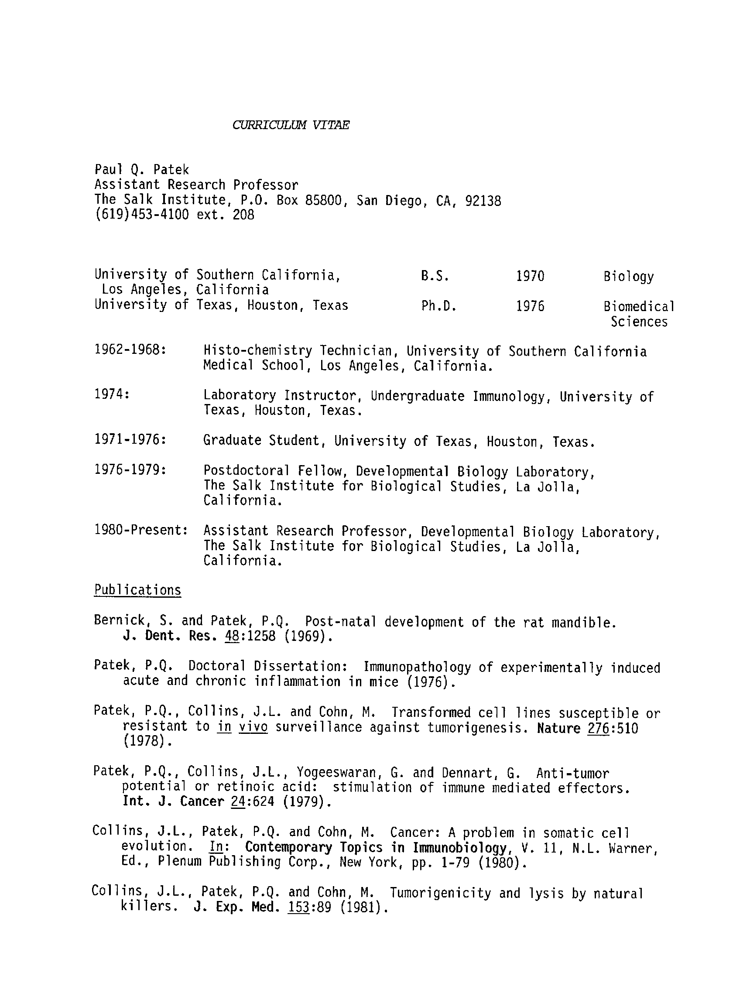 CURRICULUM VITAE
Paul Q. Patek
Assistant Research Professor
The Salk Institute, P.O. Box 85800, San Diego, CA, 92138
(619)453-4100 ext. 208
University of Southern California, B.S. 1970 Biology
Los Angeles, California
University of Texas, Houston, Texas Ph.D. 1976 Biomedical
Sciences
1962-1968: Histo-chemistry Technician, University of Southern California
Medical School, Los Angeles, California.
1974: Laboratory Instructor, Undergraduate Immunology, University of
Texas, Houston, Texas.
1971-1976: Graduate Student, University of Texas, Houston, Texas.
1976-1979: Postdoctoral Fellow, Developmental Biology Laboratory,
The Salk Institute for Biological Studies, La Jolla,
California.
1980-Present: Assistant Research Professor, Developmental Biology Laboratory,
The Salk Institute for Biological Studies, La Jolla,
California.
Publications
Bernick, S. and Patek, P.Q. Post-natal development of the rat mandible.
J. Dent. Res. 48:1258 (1969).
Patek, P.Q. Doctoral Dissertation: Immunopathology of experimentally induced
acute and chronic inflammation in mice (1976).
Patek, P.Q., Collins, J.L. and Cohn, M. Transformed cell lines susceptible or
resistant to in vivo surveillance against tumorigenesis. Nature 276:510
(1978).
Patek, P.Q., Collins, J.L., Yogeeswaran, G. and Dennart, G. Anti-tumor
potential or retinoic acid: stimulation of immune mediated effectors.
Int. J. Cancer 24:624 (1979).
Collins, J.L., Patek, P.Q. and Cohn, M. Cancer: A problem in somatic cell
evolution. In: Contemporary Topics in Immunobiology, V. 11, N.L. Warner,
Ed., Plenum Publishing Corp., New York, pp. 1-79 (1980).
Collins, J.L., Patek, P.Q. and Cohn, M. Tumorigenicity and lysis by natural
killers. J. Exp. Med. 153:89 (1981).